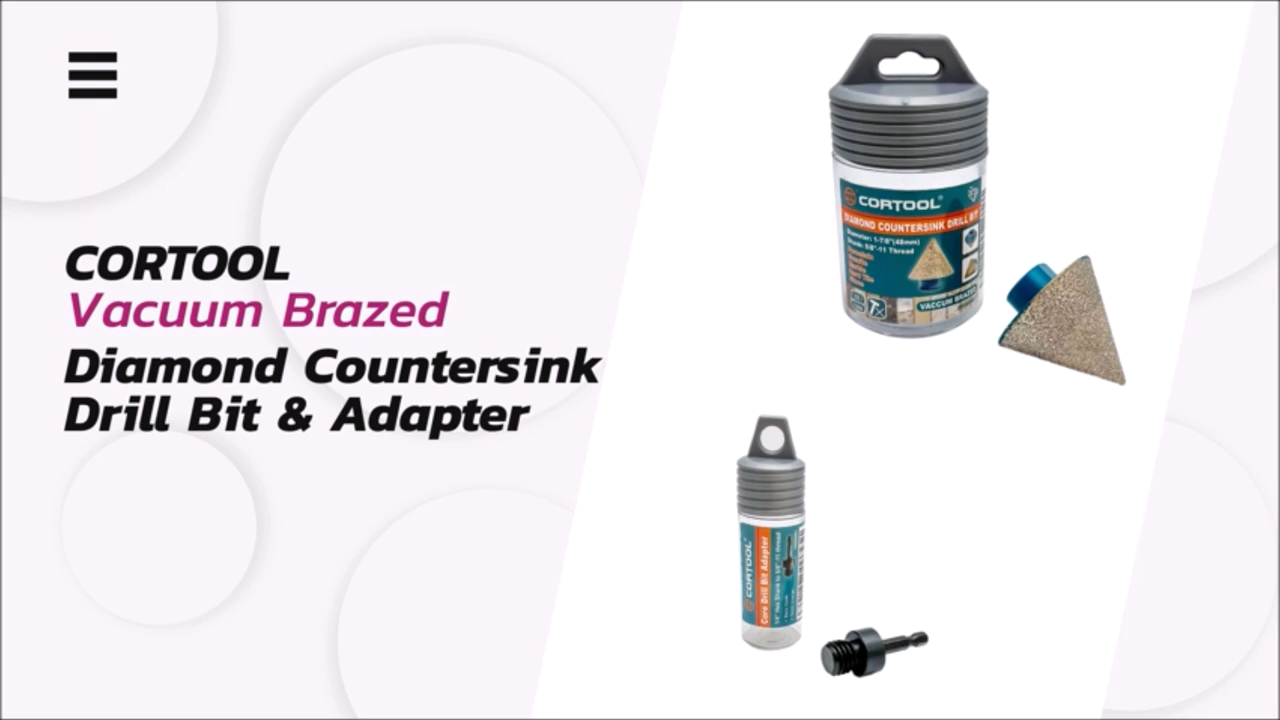 CORTOOL
Vacuum Brazed
Diamond Countersink
Drill Bit & Adapter
CORTOOL®
DIAMOND COUNTERSINK DRILL BIT
Diameter: 1-7/8"(48mm)
Shank: 5/8"-11 Thread
VACCUM BRAZED
CORTOOL®
Core Drill Bit Adapter
1/4" Hex Shank to 5/8"-11 thread